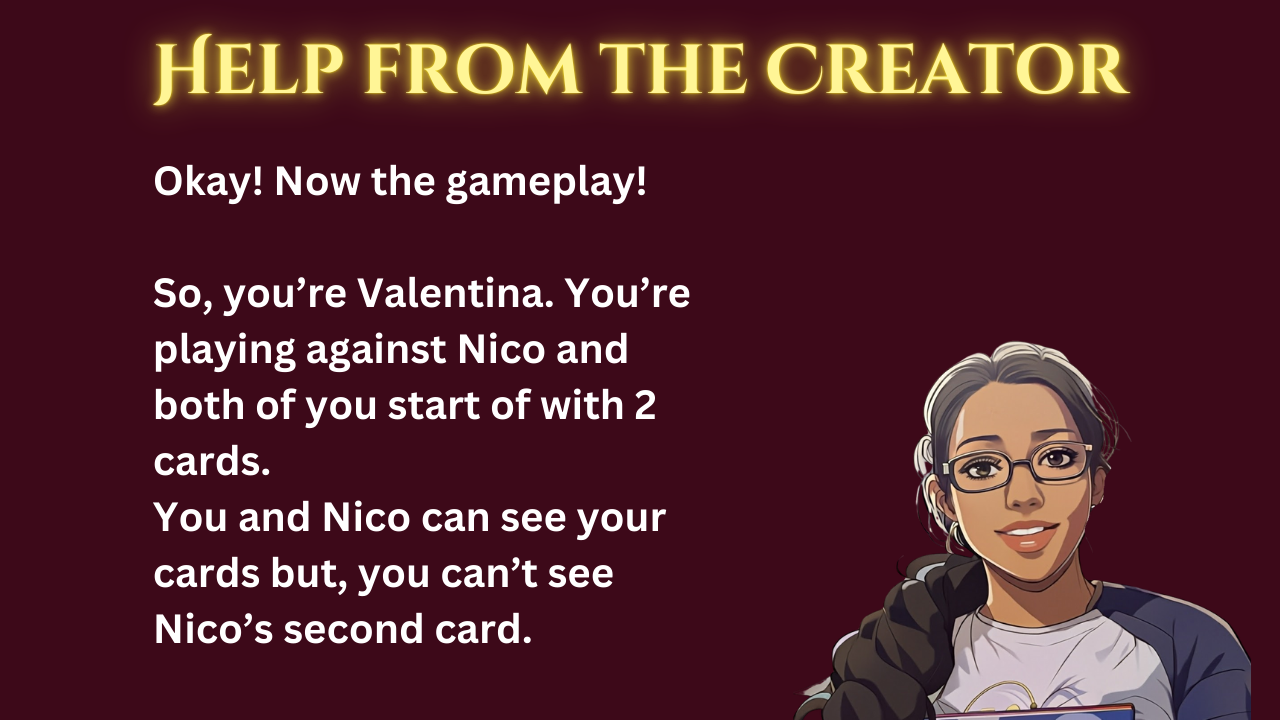 Help from the Creator
Okay! Now the gameplay!
So, you’re Valentina. You’re
playing against Nico and
both of you start of with 2
cards.
You and Nico can see your
cards but, you can’t see
Nico’s second card.